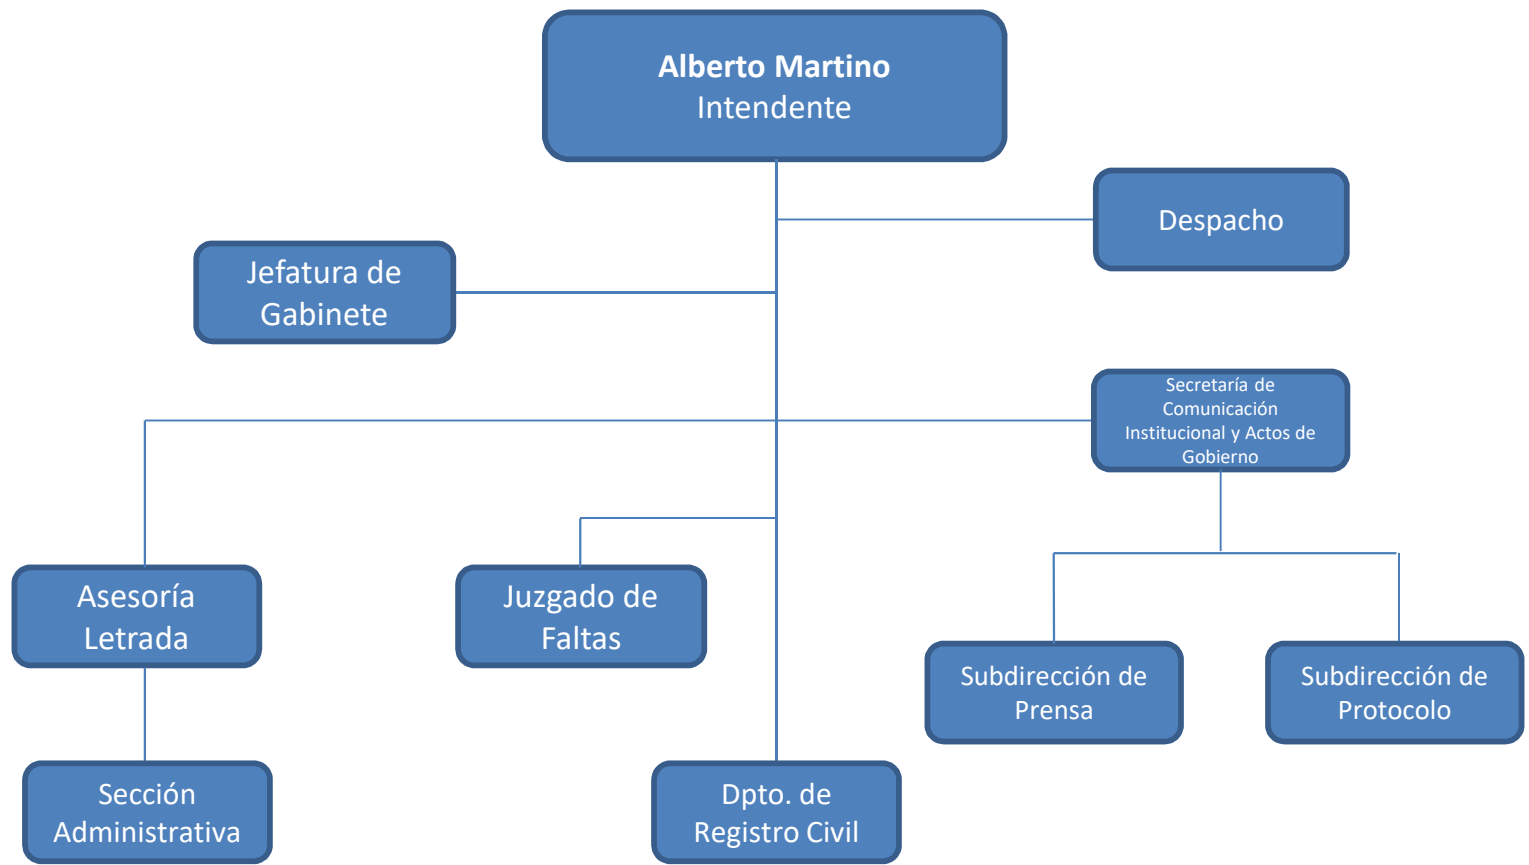 Alberto Martino
Intendente
Despacho
Jefatura de
Gabinete
Secretaría de
Comunicación
Institucional y Actos de
Gobierno
Asesoría
Letrada
Juzgado de
Faltas
Subdirección de
Prensa
Subdirección de
Protocolo
Sección
Administrativa
Dpto. de
Registro Civil